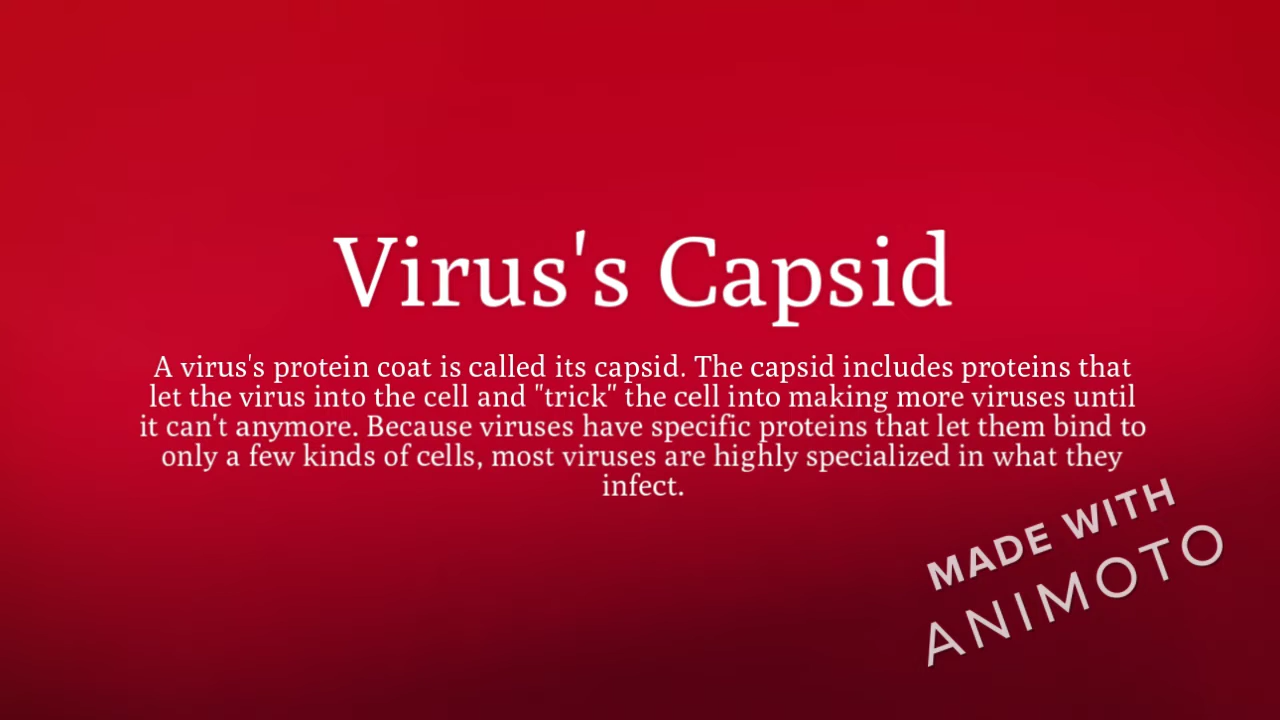 Virus's Capsid
A virus's protein coat is called its capsid. The capsid includes proteins that
let the virus into the cell and "trick" the cell into making more viruses until
it can't anymore. Because viruses have specific proteins that let them bind to
only a few kinds of cells, most viruses are highly specialized in what they
infect.
MADE WITH
ANIMOTO